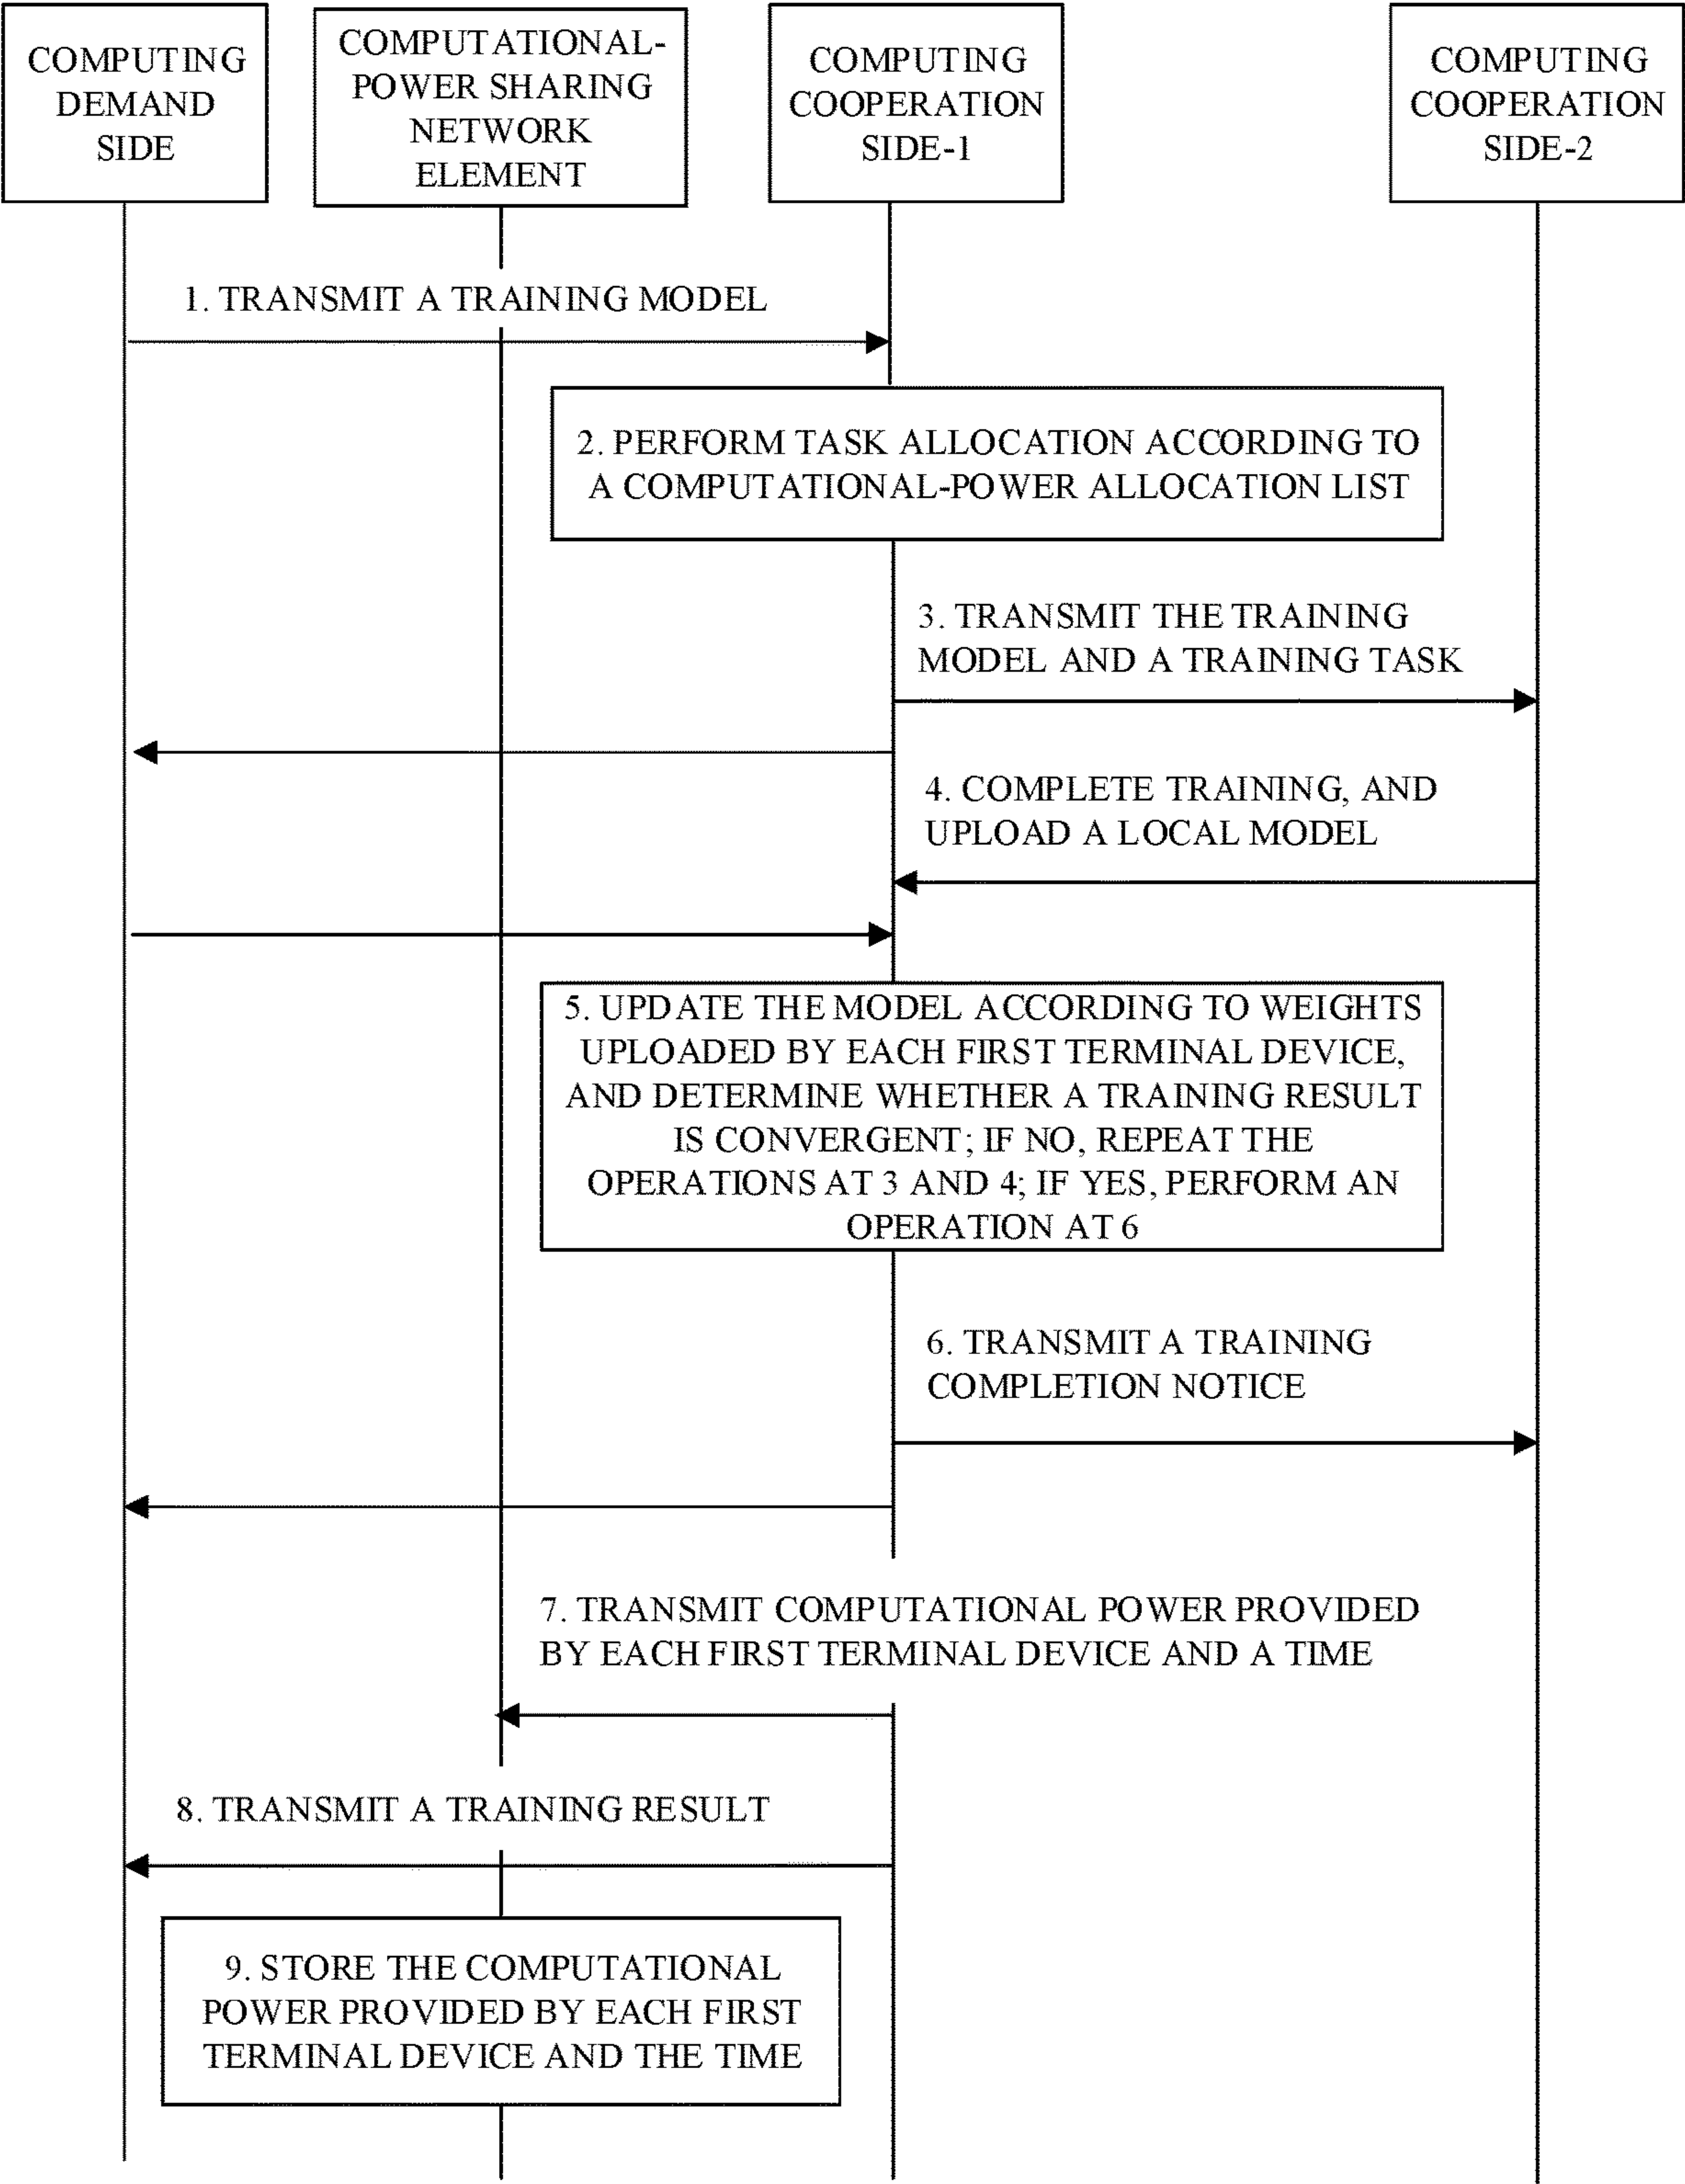 COMPUTING
DEMAND
SIDE
COMPUTATIONAL-
POWER SHARING
NETWORK
ELEMENT
COMPUTING
COOPERATION
SIDE-1
COMPUTING
COOPERATION
SIDE-2
1. TRANSMIT A TRAINING MODEL
2. PERFORM TASK ALLOCATION ACCORDING TO
A COMPUTATIONAL-POWER ALLOCATION LIST
3. TRANSMIT THE TRAINING
MODEL AND A TRAINING TASK
4. COMPLETE TRAINING, AND
UPLOAD A LOCAL MODEL
5. UPDATE THE MODEL ACCORDING TO WEIGHTS
UPLOADED BY EACH FIRST TERMINAL DEVICE,
AND DETERMINE WHETHER A TRAINING RESULT
IS CONVERGENT; IF NO, REPEAT THE
OPERATIONS AT 3 AND 4; IF YES, PERFORM AN
OPERATION AT 6
6. TRANSMIT A TRAINING
COMPLETION NOTICE
7. TRANSMIT COMPUTATIONAL POWER PROVIDED
BY EACH FIRST TERMINAL DEVICE AND A TIME
8. TRANSMIT A TRAINING RESULT
9. STORE THE COMPUTATIONAL
POWER PROVIDED BY EACH FIRST
TERMINAL DEVICE AND THE TIME